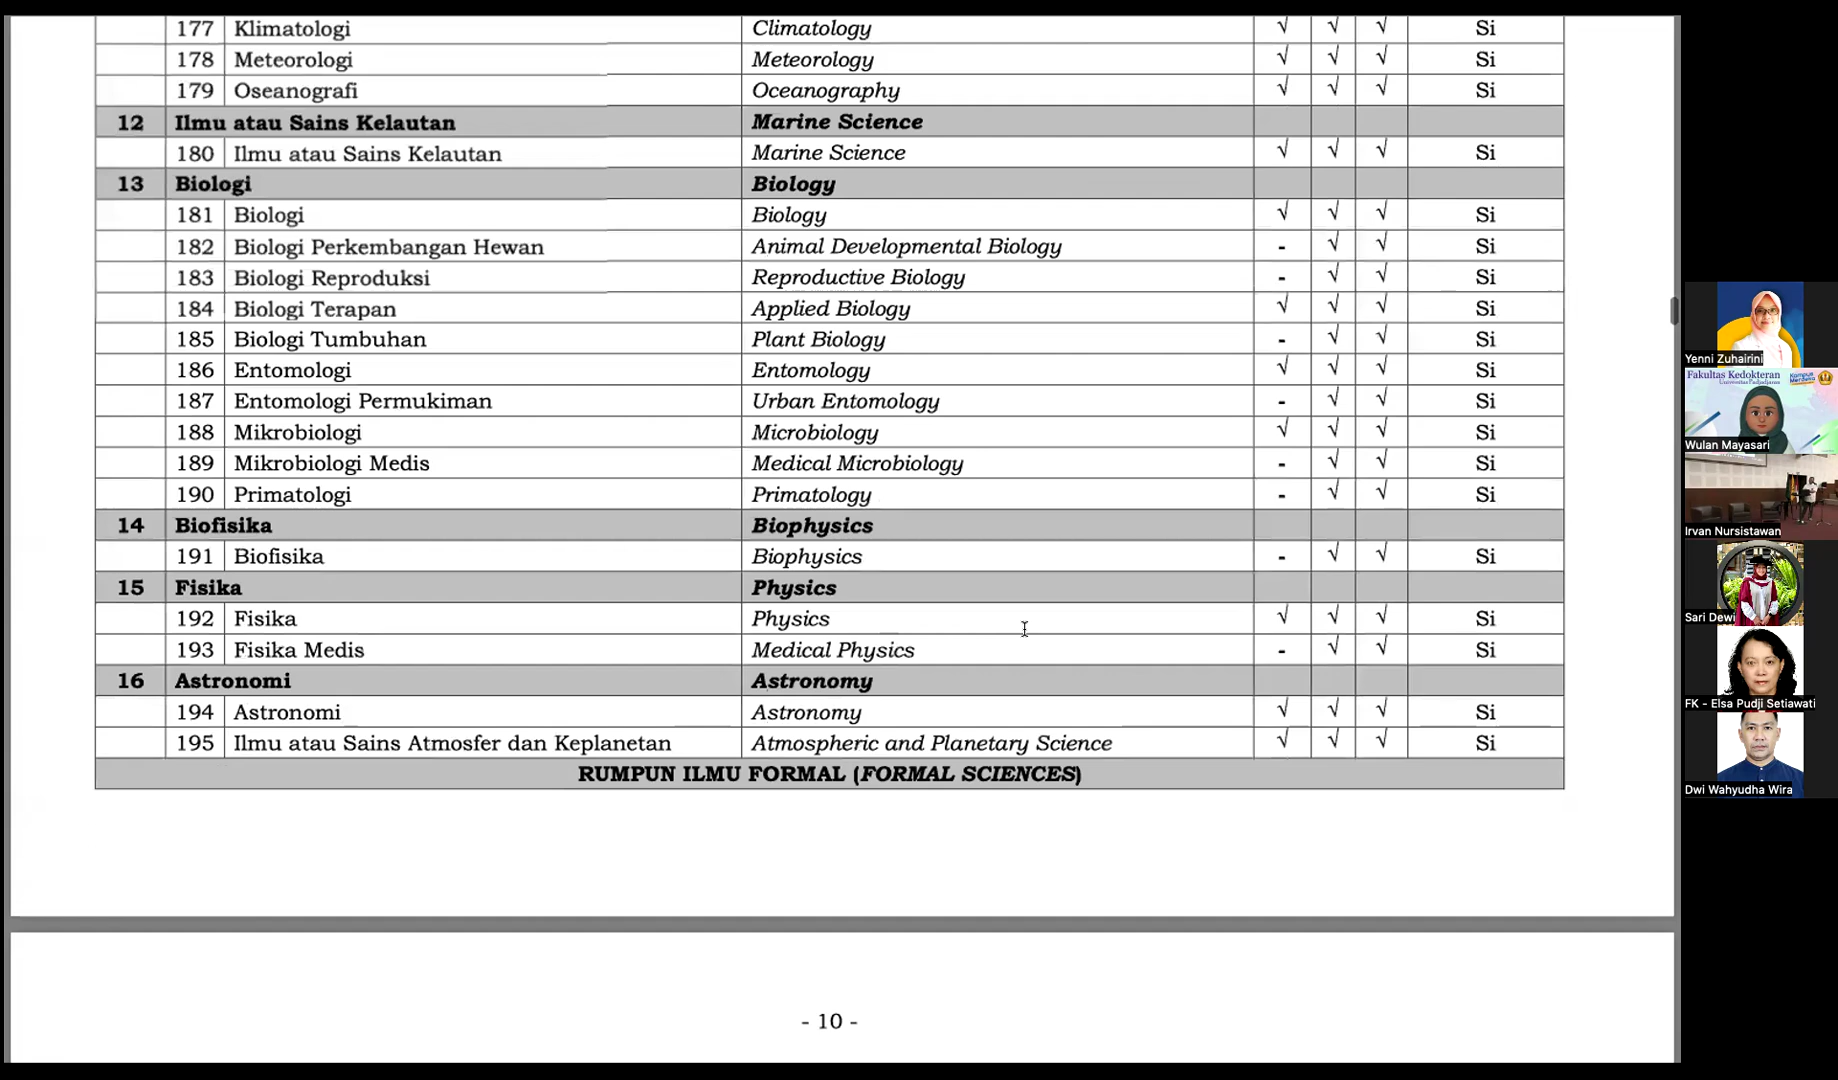 177 Klimatologi Climatology √ √ √ Si
178 Meteorologi Meteorology √ √ √ Si
179 Oseanografi Oceanography √ √ √ Si
12 Ilmu atau Sains Kelautan Marine Science
180 Ilmu atau Sains Kelautan Marine Science √ √ √ Si
13 Biologi Biology
181 Biologi Biology √ √ √ Si
182 Biologi Perkembangan Hewan Animal Developmental Biology - √ √ Si
183 Biologi Reproduksi Reproductive Biology - √ √ Si
184 Biologi Terapan Applied Biology √ √ √ Si
185 Biologi Tumbuhan Plant Biology - √ √ Si
186 Entomologi Entomology √ √ √ Si
187 Entomologi Permukiman Urban Entomology - √ √ Si
188 Mikrobiologi Microbiology √ √ √ Si
189 Mikrobiologi Medis Medical Microbiology - √ √ Si
190 Primatologi Primatology - √ √ Si
14 Biofisika Biophysics
191 Biofisika Biophysics - √ √ Si
15 Fisika Physics
192 Fisika Physics √ √ √ Si
193 Fisika Medis Medical Physics - √ √ Si
16 Astronomi Astronomy
194 Astronomi Astronomy √ √ √ Si
195 Ilmu atau Sains Atmosfer dan Keplanetan Atmospheric and Planetary Science √ √ √ Si
RUMPUN ILMU FORMAL (FORMAL SCIENCES)
- 10 -
Yenni Zuhairini
Fakultas Kedokteran
Universitas Padjadjaran
Kampus Merdeka
Wulan Mayasari
Irvan Nursistawan
Sari Dewi
FK - Elsa Pudji Setiawati
Dwi Wahyudha Wira